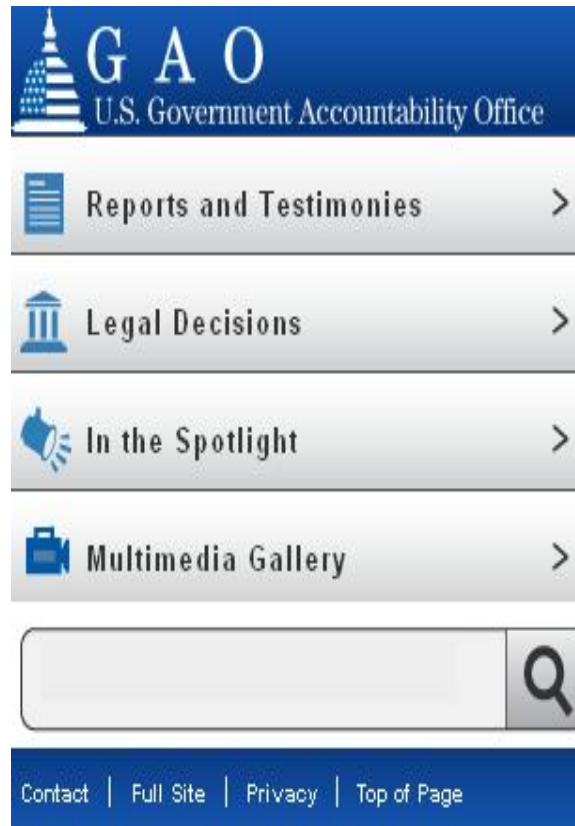 G A O
U.S. Government Accountability Office
Reports and Testimonies >
Legal Decisions >
In the Spotlight >
Multimedia Gallery >
Contact | Full Site | Privacy | Top of Page